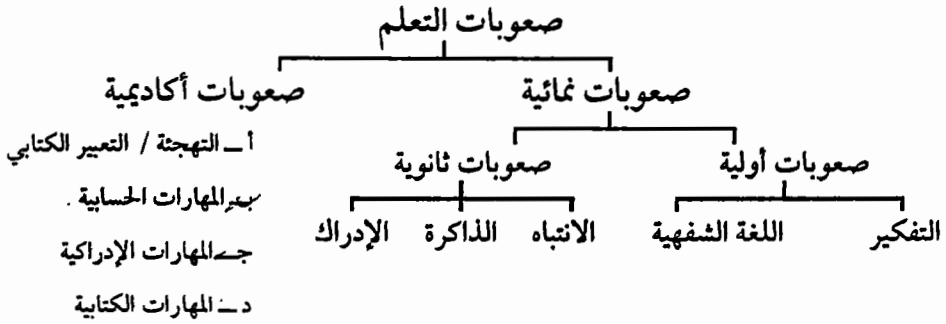 صعوبات التعلم
صعوبات نمائية صعوبات أكاديمية
صعوبات أولية صعوبات ثانوية
التفكير اللغة الشفهية الانتباه الذاكرة الإدراك
أ ـ التهجئة / التعبير الكتابي
ب ـ المهارات الحسابية .
جـ ـ المهارات الإدراكية
د ـ المهارات الكتابية